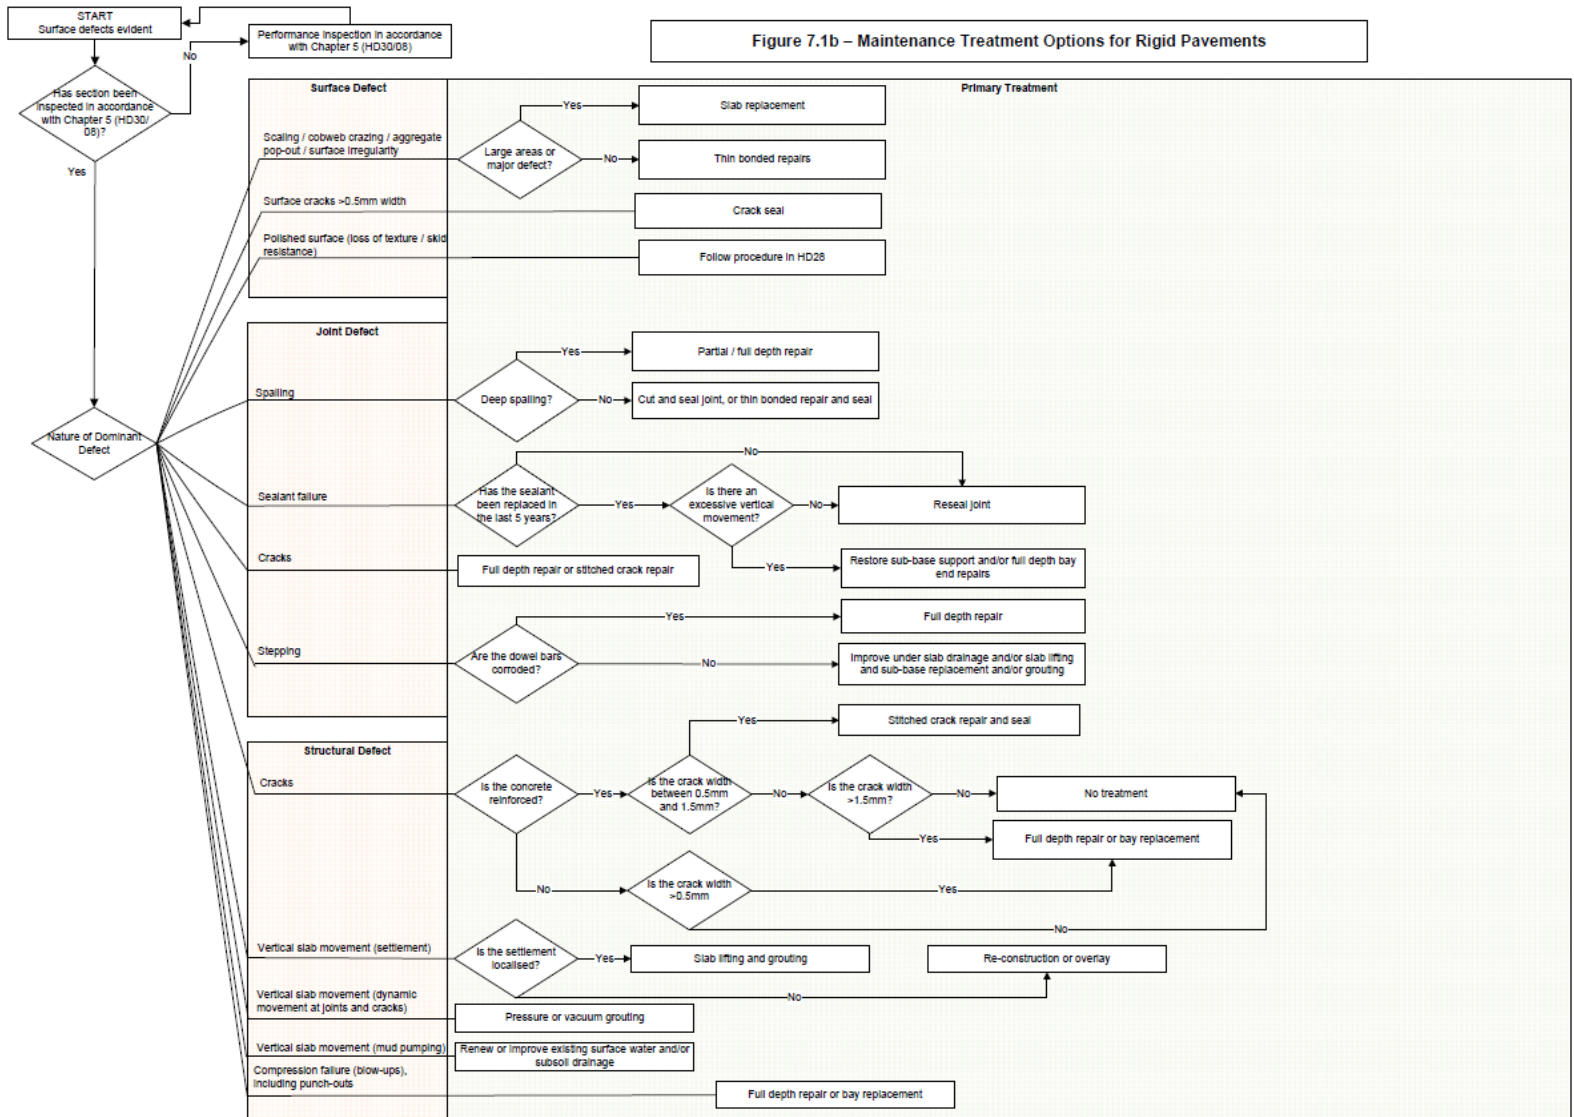 START
Surface defects evident
Performance Inspection in accordance
with Chapter 5 (HD30/08)
No
Figure 7.1b – Maintenance Treatment Options for Rigid Pavements
Has section been
inspected in accordance
with Chapter 5 (HD30/
08)?
Yes
Surface Defect
Primary Treatment
Scaling / cobweb crazing / aggregate
pop-out / surface irregularity
Large areas or
major defect?
Yes
Slab replacement
No
Thin bonded repairs
Surface cracks >0.5mm width
Crack seal
Polished surface (loss of texture / skid
resistance)
Follow procedure in HD28
Joint Defect
Nature of Dominant
Defect
Spalling
Deep spalling?
Yes
Partial / full depth repair
No
Cut and seal joint, or thin bonded repair and seal
Sealant failure
Has the sealant
been replaced in
the last 5 years?
No
Yes
Is there an
excessive vertical
movement?
No
Reseal joint
Yes
Restore sub-base support and/or full depth bay
end repairs
Cracks
Full depth repair or stitched crack repair
Stepping
Are the dowel bars
corroded?
Yes
Full depth repair
No
Improve under slab drainage and/or slab lifting
and sub-base replacement and/or grouting
Structural Defect
Cracks
Is the concrete
reinforced?
Yes
Is the crack width
between 0.5mm
and 1.5mm?
Yes
Stitched crack repair and seal
No
Is the crack width
>1.5mm?
No
No treatment
Yes
Full depth repair or bay replacement
No
Is the crack width
>0.5mm
Yes
No
Vertical slab movement (settlement)
Is the settlement
localised?
Yes
Slab lifting and grouting
No
Re-construction or overlay
Vertical slab movement (dynamic
movement at joints and cracks)
Pressure or vacuum grouting
Vertical slab movement (mud pumping)
Renew or improve existing surface water and/or
subsoil drainage
Compression failure (blow-ups),
including punch-outs
Full depth repair or bay replacement